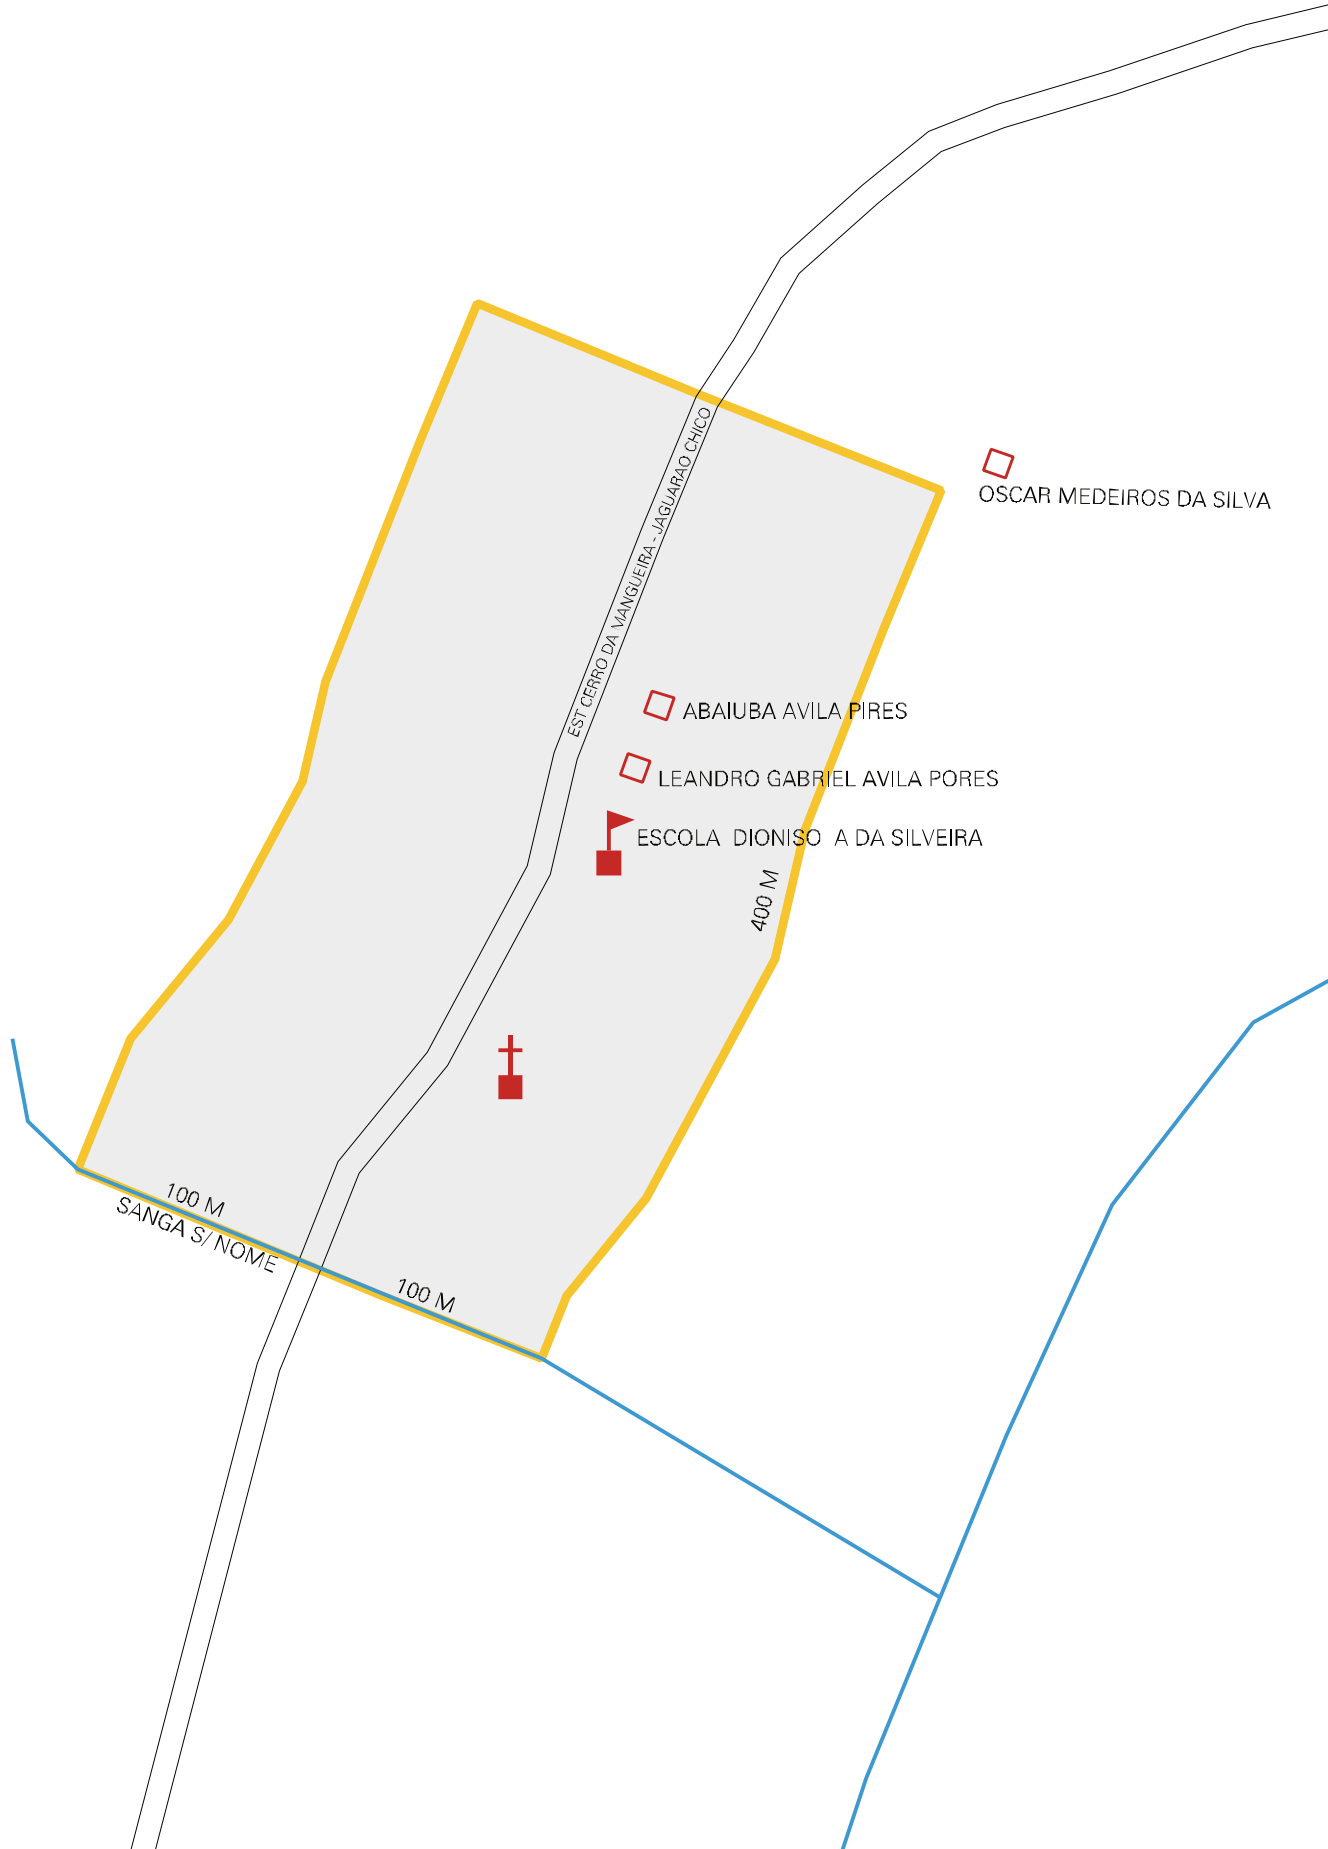 EST CERRO DA MANGUEIRA - JAGUARAO CHICO
OSCAR MEDEIROS DA SILVA
ABAIUBA AVILA PIRES
LEANDRO GABRIEL AVILA PORES
ESCOLA DIONISO A DA SILVEIRA
400 M
100 M
SANGA S/ NOME
100 M